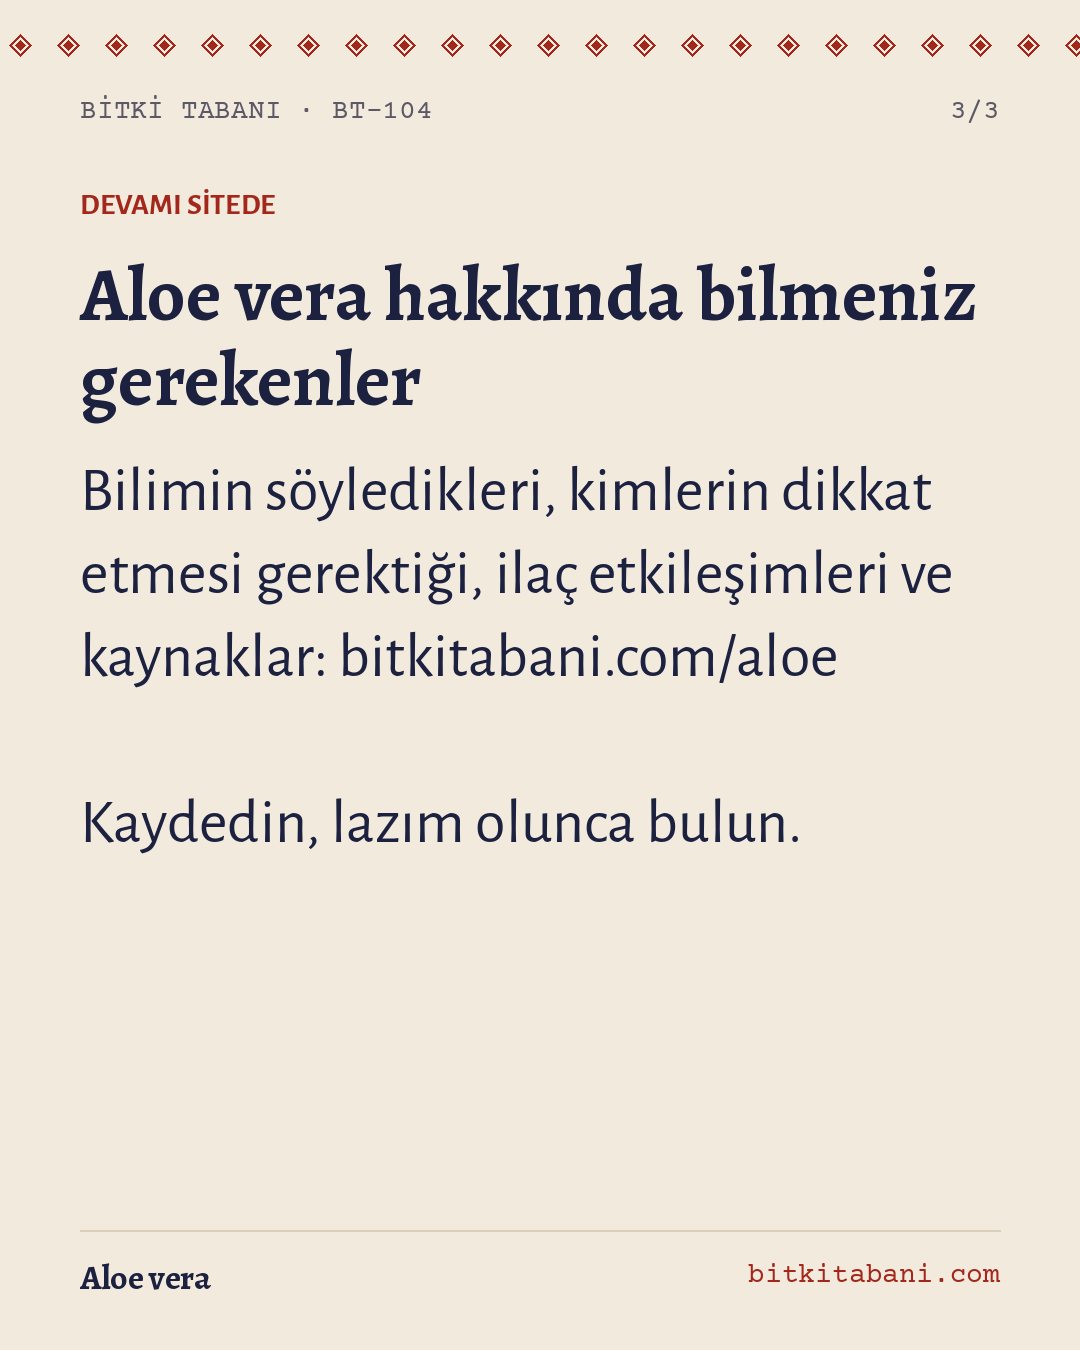 BİTKİ TABANI · BT-104
3/3
DEVAMI SİTEDE
Aloe vera hakkında bilmeniz
gerekenler
Bilimin söyledikleri, kimlerin dikkat
etmesi gerektiği, ilaç etkileşimleri ve
kaynaklar: bitkitabani.com/aloe
Kaydedin, lazım olunca bulun.
Aloe vera
bitkitabani.com